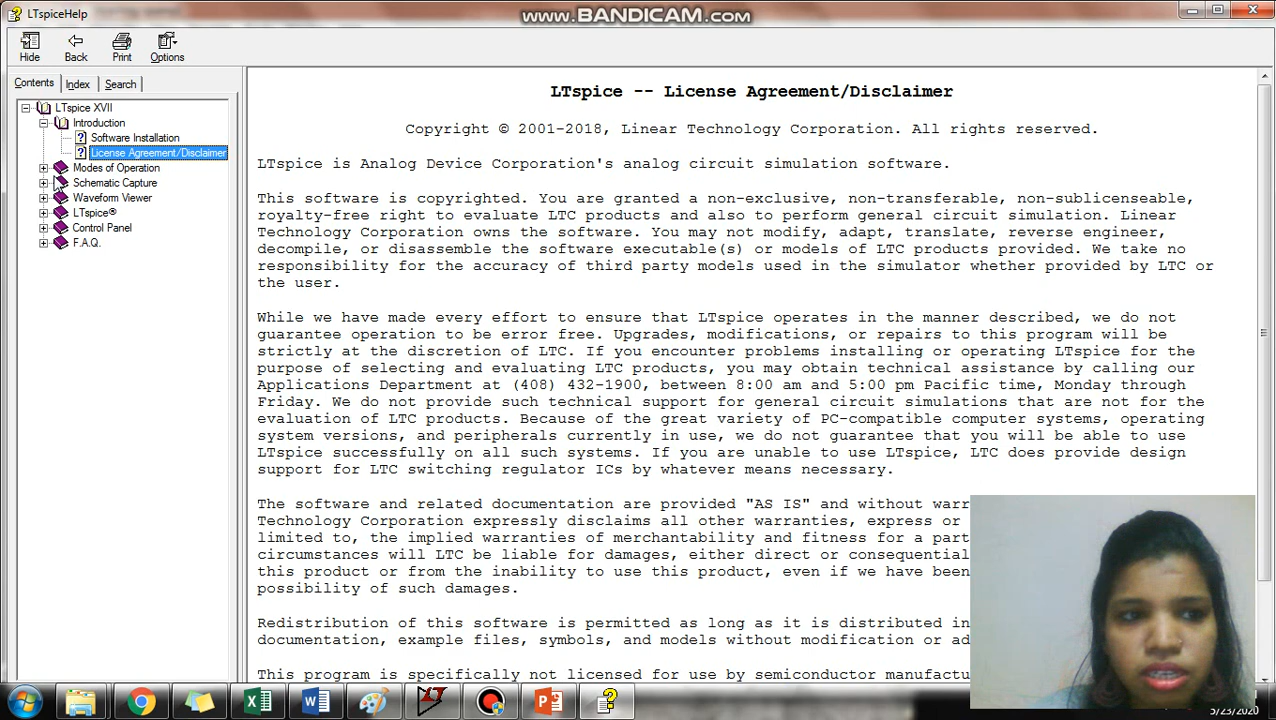 LTspiceHelp
www.BANDICAM.com
Hide
Back
Print
Options
Contents
Index
Search
LTspice XVII
Introduction
Software Installation
License Agreement/Disclaimer
Modes of Operation
Schematic Capture
Waveform Viewer
LTspice®
Control Panel
F.A.Q.
LTspice -- License Agreement/Disclaimer
Copyright © 2001-2018, Linear Technology Corporation. All rights reserved.
LTspice is Analog Device Corporation's analog circuit simulation software.
This software is copyrighted. You are granted a non-exclusive, non-transferable, non-sublicenseable,
royalty-free right to evaluate LTC products and also to perform general circuit simulation. Linear
Technology Corporation owns the software. You may not modify, adapt, translate, reverse engineer,
decompile, or disassemble the software executable(s) or models of LTC products provided. We take no
responsibility for the accuracy of third party models used in the simulator whether provided by LTC or
the user.
While we have made every effort to ensure that LTspice operates in the manner described, we do not
guarantee operation to be error free. Upgrades, modifications, or repairs to this program will be
strictly at the discretion of LTC. If you encounter problems installing or operating LTspice for the
purpose of selecting and evaluating LTC products, you may obtain technical assistance by calling our
Applications Department at (408) 432-1900, between 8:00 am and 5:00 pm Pacific time, Monday through
Friday. We do not provide such technical support for general circuit simulations that are not for the
evaluation of LTC products. Because of the great variety of PC-compatible computer systems, operating
system versions, and peripherals currently in use, we do not guarantee that you will be able to use
LTspice successfully on all such systems. If you are unable to use LTspice, LTC does provide design
support for LTC switching regulator ICs by whatever means necessary.
The software and related documentation are provided "AS IS" and without warr
Technology Corporation expressly disclaims all other warranties, express or
limited to, the implied warranties of merchantability and fitness for a part
circumstances will LTC be liable for damages, either direct or consequential
this product or from the inability to use this product, even if we have been
possibility of such damages.
Redistribution of this software is permitted as long as it is distributed in
documentation, example files, symbols, and models without modification or ad
This program is specifically not licensed for use by semiconductor manufactu
5/23/2020